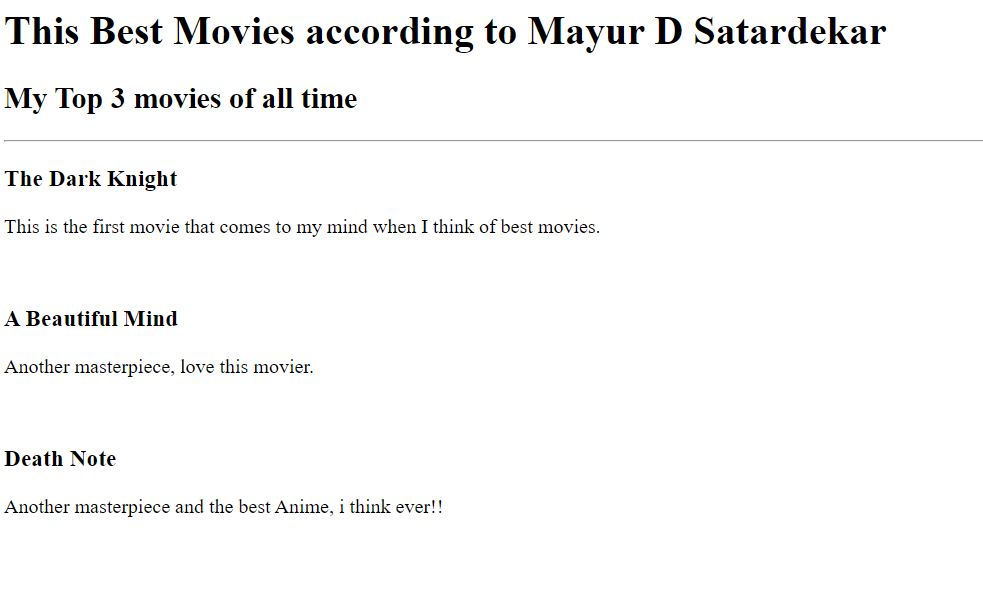 This Best Movies according to Mayur D Satardekar
My Top 3 movies of all time
The Dark Knight
This is the first movie that comes to my mind when I think of best movies.
A Beautiful Mind
Another masterpiece, love this movier.
Death Note
Another masterpiece and the best Anime, i think ever!!